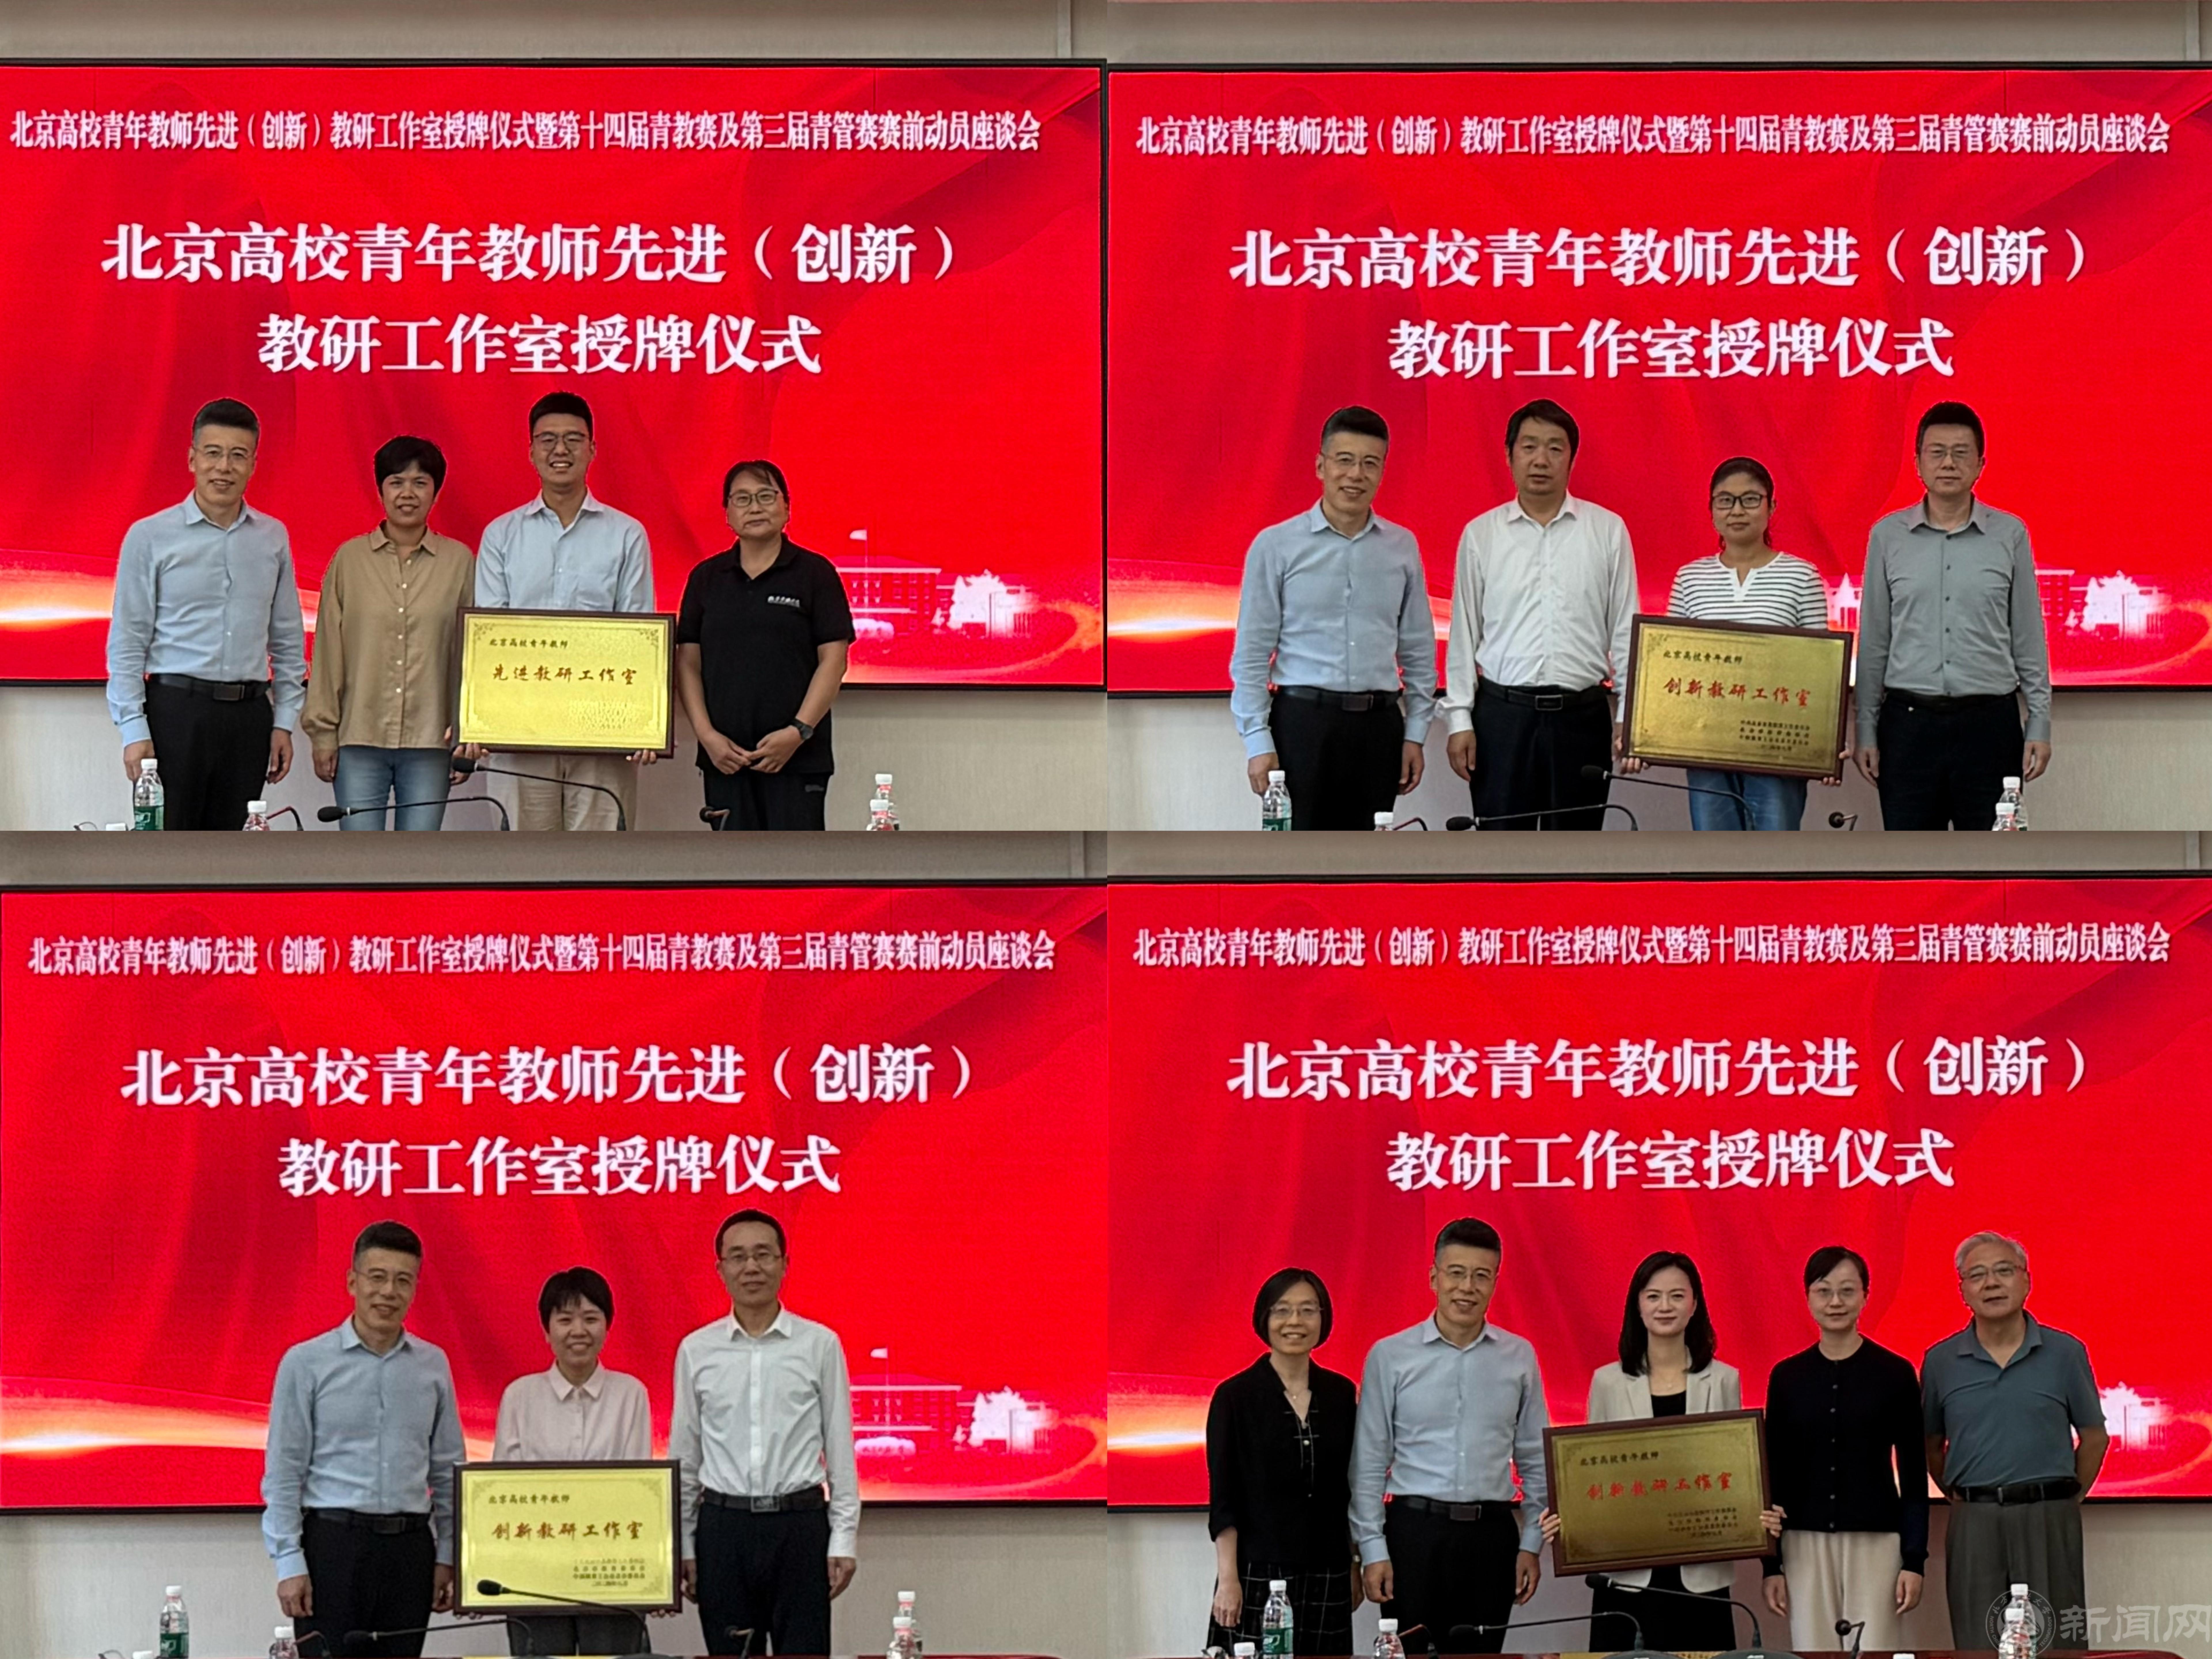 北京高校青年教师先进（创新）教研工作室授牌仪式暨第十四届青教赛及第三届青管赛赛前动员座谈会
北京高校青年教师先进（创新）
教研工作室授牌仪式
北京高校青年教师
先进教研工作室
北京高校青年教师先进（创新）教研工作室授牌仪式暨第十四届青教赛及第三届青管赛赛前动员座谈会
北京高校青年教师先进（创新）
教研工作室授牌仪式
北京高校青年教师
创新教研工作室
北京高校青年教师先进（创新）教研工作室授牌仪式暨第十四届青教赛及第三届青管赛赛前动员座谈会
北京高校青年教师先进（创新）
教研工作室授牌仪式
北京高校青年教师
创新教研工作室
北京高校青年教师先进（创新）教研工作室授牌仪式暨第十四届青教赛及第三届青管赛赛前动员座谈会
北京高校青年教师先进（创新）
教研工作室授牌仪式
北京高校青年教师
创新教研工作室
新闻网